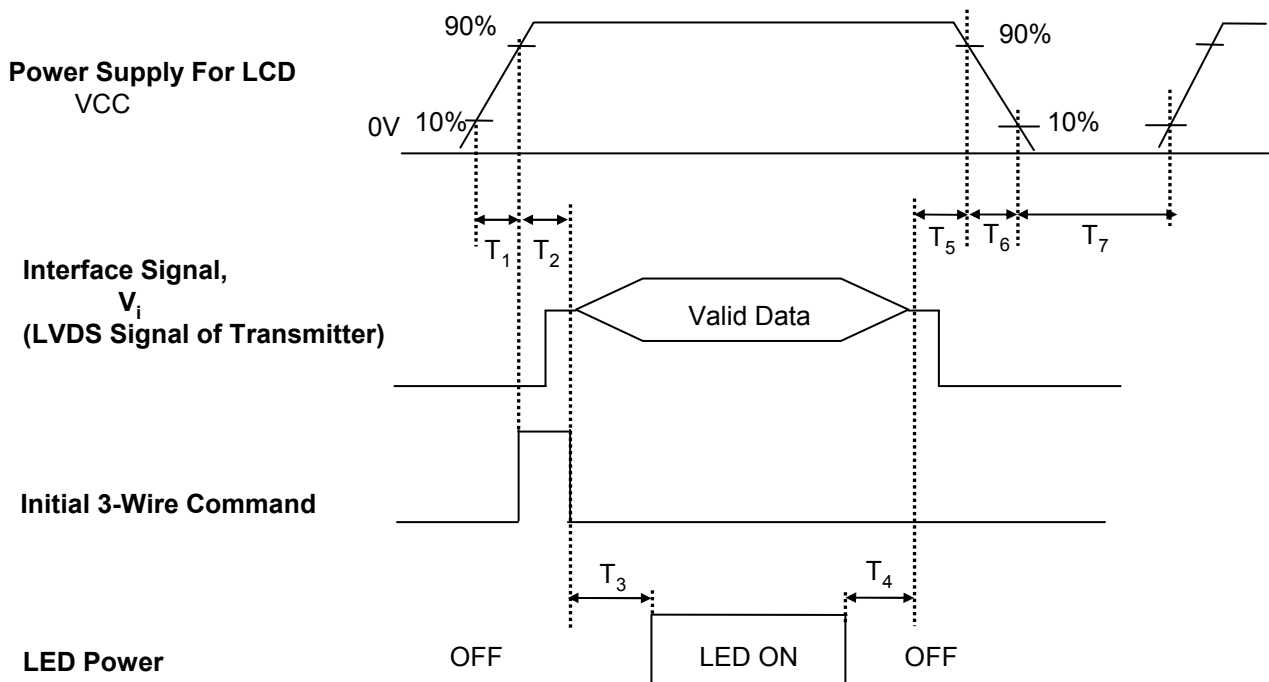 90%
90%
Power Supply For LCD
VCC
0V
10%
10%
T1
T2
T5
T6
T7
Interface Signal,
Vi
(LVDS Signal of Transmitter)
Valid Data
Initial 3-Wire Command
T3
T4
LED Power
OFF
LED ON
OFF